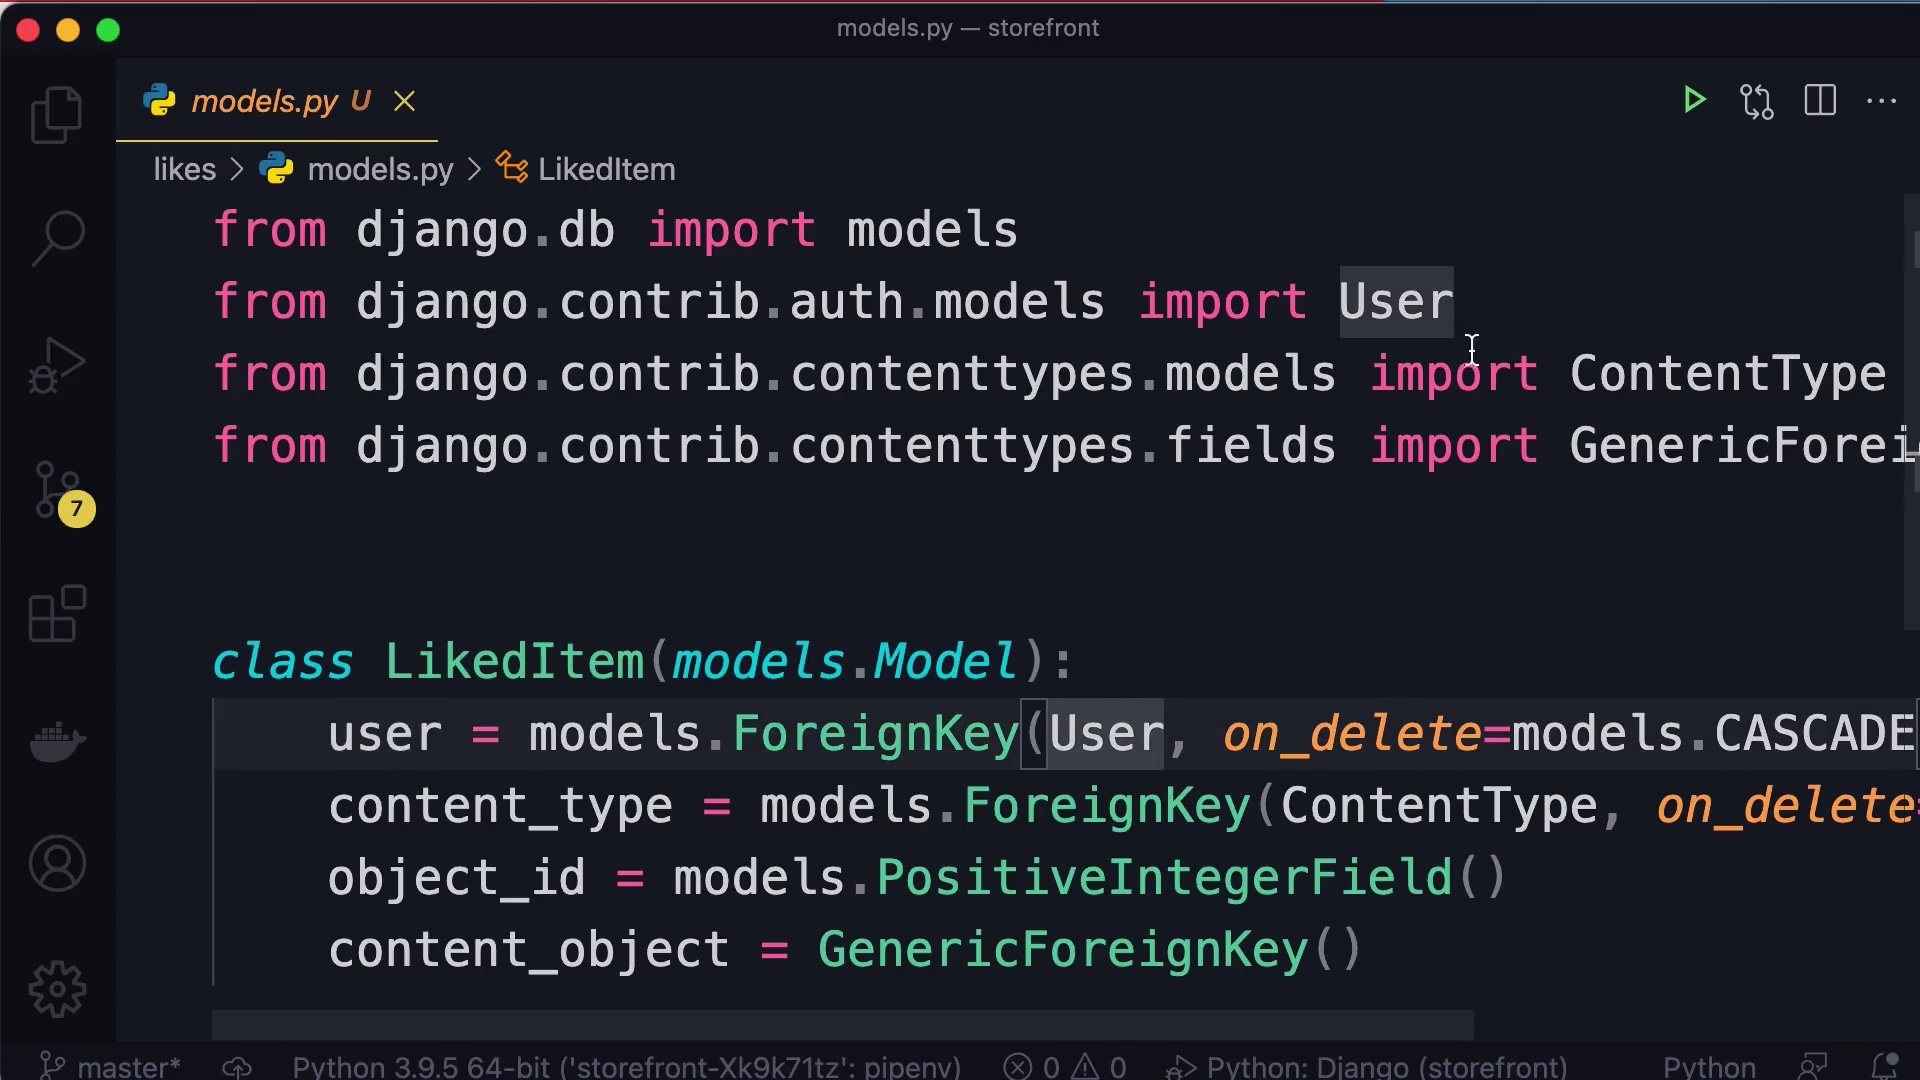 models.py — storefront
models.py U
likes > models.py > LikedItem
from django.db import models
from django.contrib.auth.models import User
from django.contrib.contenttypes.models import ContentType
from django.contrib.contenttypes.fields import GenericForei
class LikedItem(models.Model):
user = models.ForeignKey(User, on_delete=models.CASCADE
content_type = models.ForeignKey(ContentType, on_delete=
object_id = models.PositiveIntegerField()
content_object = GenericForeignKey()
7
master* Python 3.9.5 64-bit ('storefront-Xk9k71tz': pipenv) 0 0 Python: Django (storefront) Python